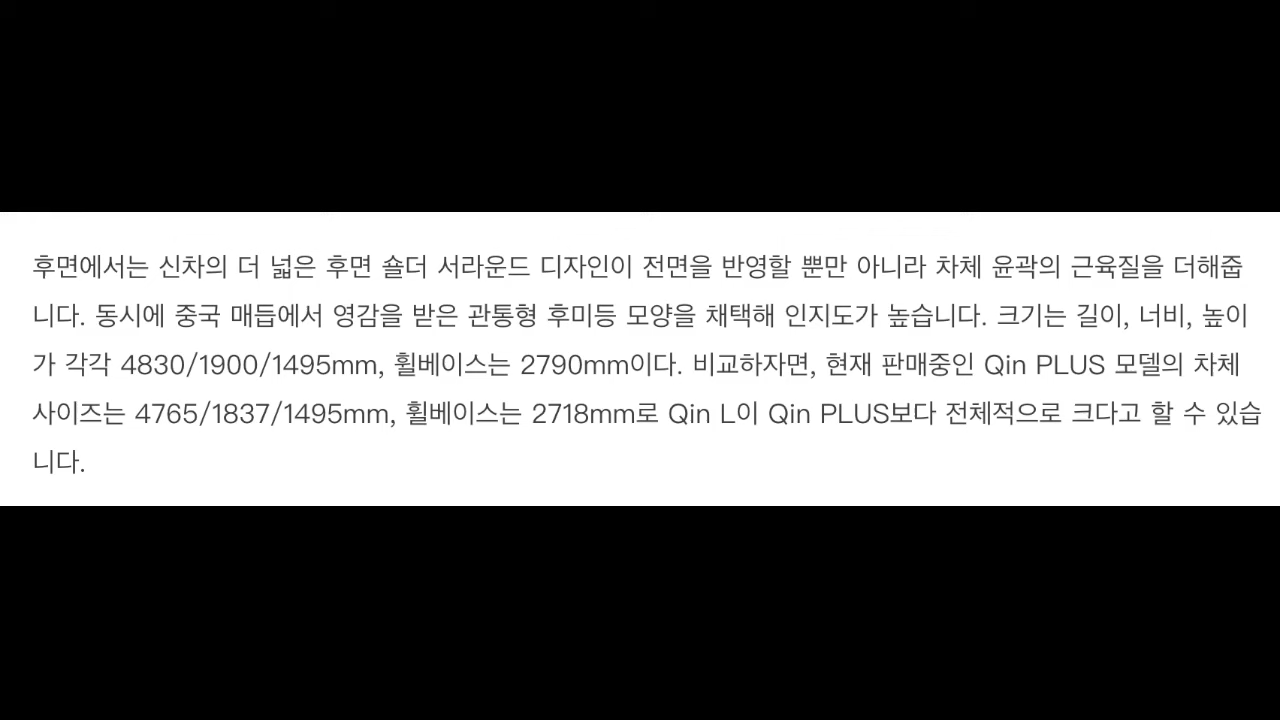 후면에서는 신차의 더 넓은 후면 숄더 서라운드 디자인이 전면을 반영할 뿐만 아니라 차체 윤곽의 근육질을 더해줍
니다. 동시에 중국 매듭에서 영감을 받은 관통형 후미등 모양을 채택해 인지도가 높습니다. 크기는 길이, 너비, 높이
가 각각 4830/1900/1495mm, 휠베이스는 2790mm이다. 비교하자면, 현재 판매중인 Qin PLUS 모델의 차체
사이즈는 4765/1837/1495mm, 휠베이스는 2718mm로 Qin L이 Qin PLUS보다 전체적으로 크다고 할 수 있습
니다.